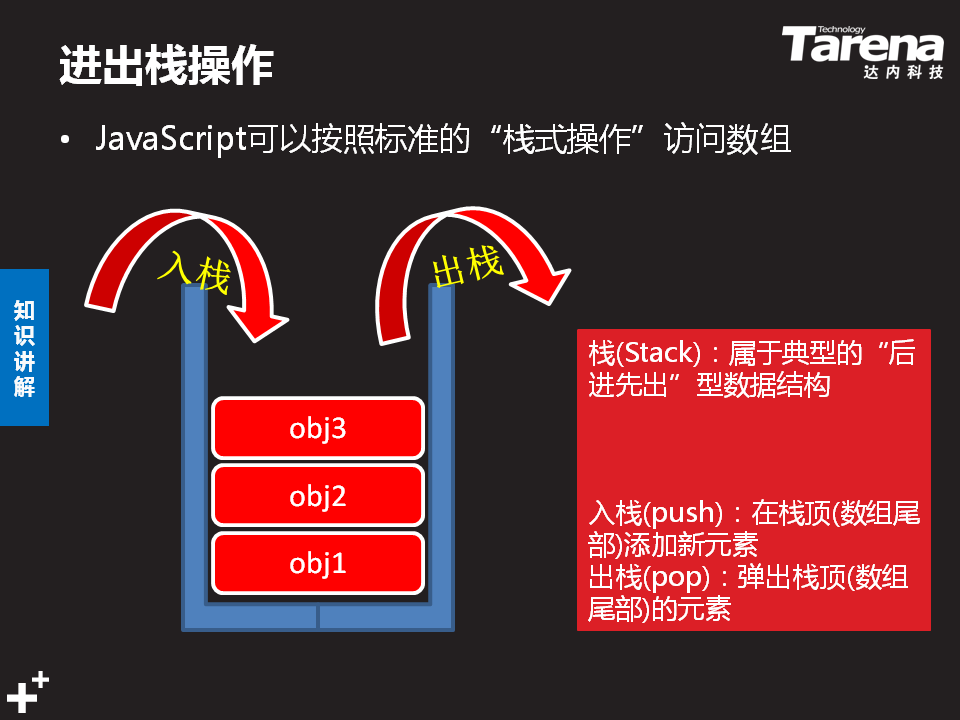 进出栈操作
Technology
Tarena
达内科技
• JavaScript可以按照标准的“栈式操作”访问数组
入栈
出栈
知
识
讲
解
obj3
obj2
obj1
栈(Stack)：属于典型的“后
进先出”型数据结构
入栈(push)：在栈顶(数组尾
部)添加新元素
出栈(pop)：弹出栈顶(数组
尾部)的元素